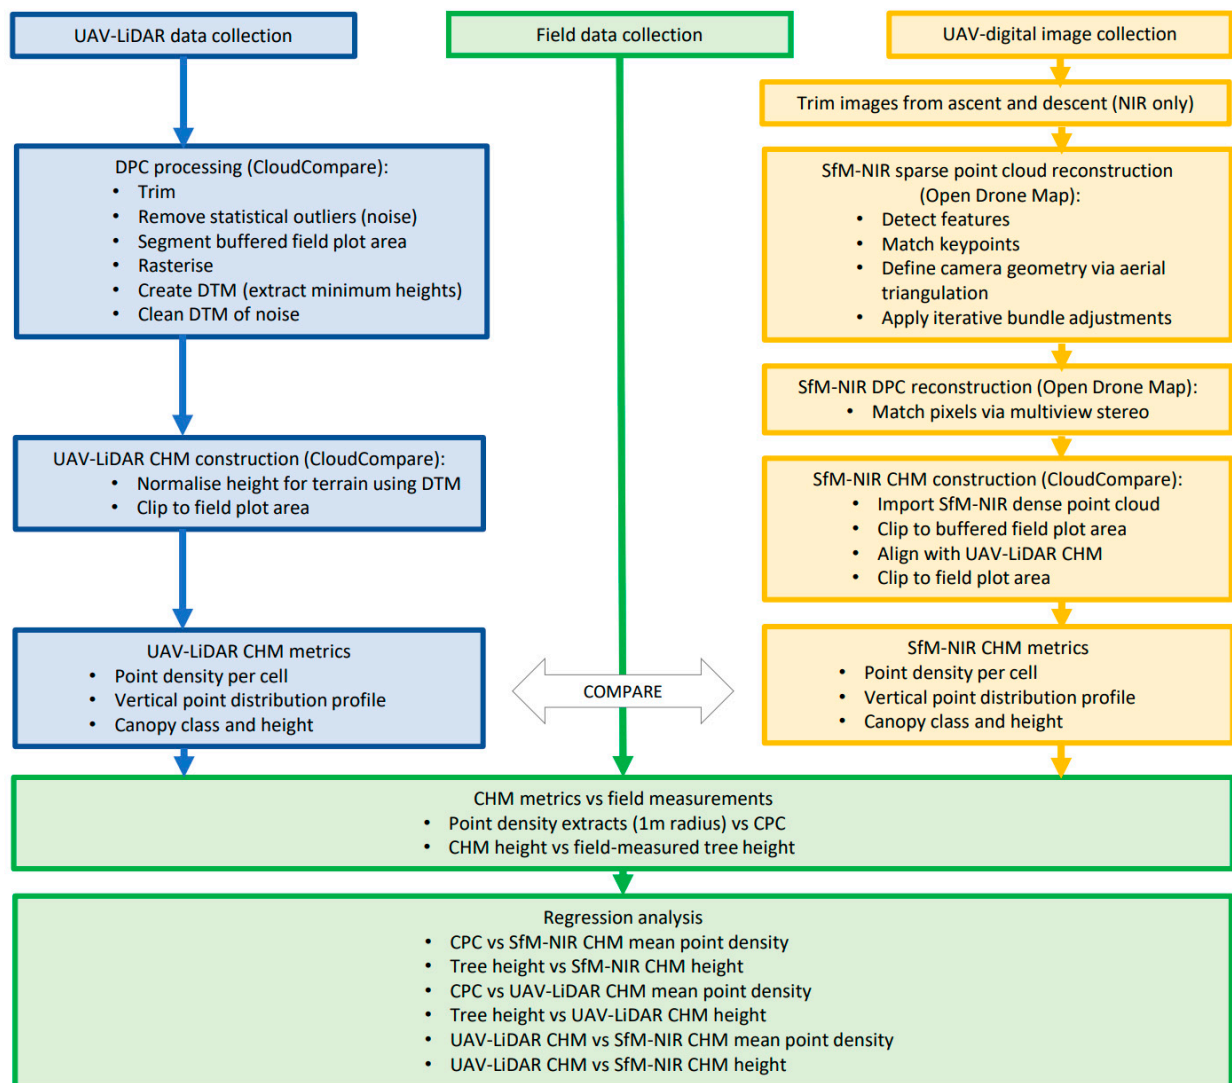 UAV-LiDAR data collection
Field data collection
UAV-digital image collection
Trim images from ascent and descent (NIR only)
DPC processing (CloudCompare):
• Trim
• Remove statistical outliers (noise)
• Segment buffered field plot area
• Rasterise
• Create DTM (extract minimum heights)
• Clean DTM of noise
SfM-NIR sparse point cloud reconstruction
(Open Drone Map):
• Detect features
• Match keypoints
• Define camera geometry via aerial
triangulation
• Apply iterative bundle adjustments
SfM-NIR DPC reconstruction (Open Drone Map):
• Match pixels via multiview stereo
UAV-LiDAR CHM construction (CloudCompare):
• Normalise height for terrain using DTM
• Clip to field plot area
SfM-NIR CHM construction (CloudCompare):
• Import SfM-NIR dense point cloud
• Clip to buffered field plot area
• Align with UAV-LiDAR CHM
• Clip to field plot area
UAV-LiDAR CHM metrics
• Point density per cell
• Vertical point distribution profile
• Canopy class and height
COMPARE
SfM-NIR CHM metrics
• Point density per cell
• Vertical point distribution profile
• Canopy class and height
CHM metrics vs field measurements
• Point density extracts (1m radius) vs CPC
• CHM height vs field-measured tree height
Regression analysis
• CPC vs SfM-NIR CHM mean point density
• Tree height vs SfM-NIR CHM height
• CPC vs UAV-LiDAR CHM mean point density
• Tree height vs UAV-LiDAR CHM height
• UAV-LiDAR CHM vs SfM-NIR CHM mean point density
• UAV-LiDAR CHM vs SfM-NIR CHM height